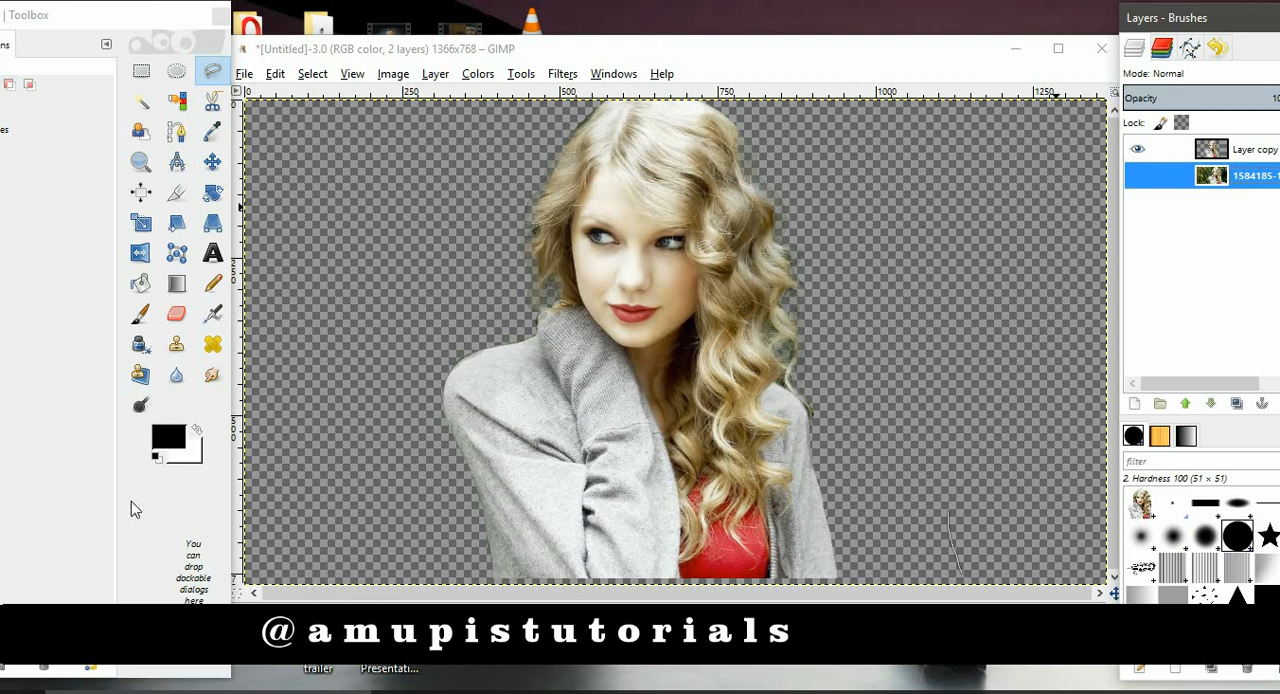 | Toolbox
Layers - Brushes
*[Untitled]-3.0 (RGB color, 2 layers) 1366x768 – GIMP
File Edit Select View Image Layer Colors Tools Filters Windows Help
Mode: Normal
Opacity
Lock:
Layer copy
1584185-1
0 250 500 750 1000 1250
filter
2. Hardness 100 (51 × 51)
You
can
drop
dockable
dialogs
here
@amupistutorials
trailer
Presentati...